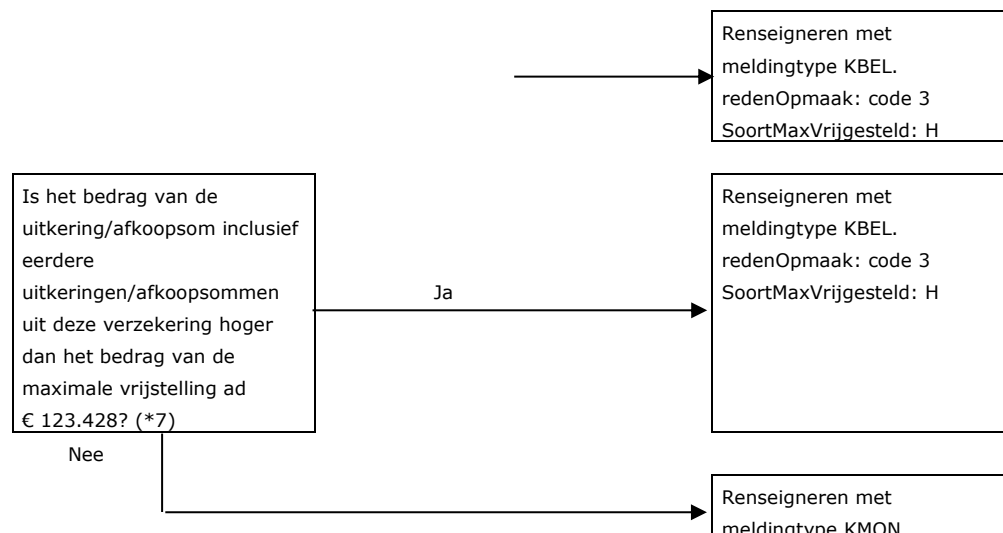 Renseigneren met
meldingtype KBEL.
redenOpmaak: code 3
SoortMaxVrijgesteld: H
Is het bedrag van de
uitkering/afkoopsom inclusief
eerdere
uitkeringen/afkoopsommen
uit deze verzekering hoger
dan het bedrag van de
maximale vrijstelling ad
€ 123.428? (*7)
Ja
Renseigneren met
meldingtype KBEL.
redenOpmaak: code 3
SoortMaxVrijgesteld: H
Nee
Renseigneren met
meldingtype KMON